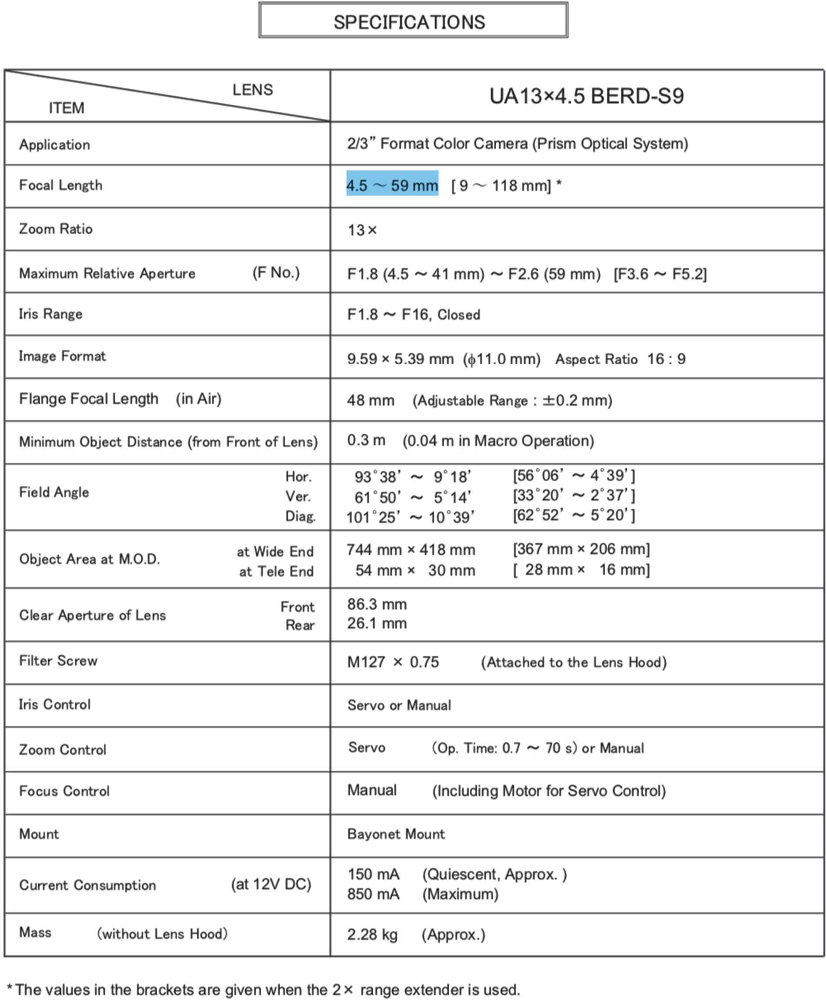 SPECIFICATIONS
LENS
ITEM
UA13×4.5 BERD-S9
Application 2/3” Format Color Camera (Prism Optical System)
Focal Length 4.5 ～ 59 mm [ 9 ～ 118 mm] *
Zoom Ratio 13×
Maximum Relative Aperture (F No.) F1.8 (4.5 ～ 41 mm) ～ F2.6 (59 mm) [F3.6 ～ F5.2]
Iris Range F1.8 ～ F16, Closed
Image Format 9.59 × 5.39 mm (ϕ11.0 mm) Aspect Ratio 16 : 9
Flange Focal Length (in Air) 48 mm (Adjustable Range : ±0.2 mm)
Minimum Object Distance (from Front of Lens) 0.3 m (0.04 m in Macro Operation)
Field Angle
Hor. 93°38’ ～ 9°18’ [56°06’ ～ 4°39’]
Ver. 61°50’ ～ 5°14’ [33°20’ ～ 2°37’]
Diag. 101°25’ ～ 10°39’ [62°52’ ～ 5°20’]
Object Area at M.O.D.
at Wide End 744 mm × 418 mm [367 mm × 206 mm]
at Tele End 54 mm × 30 mm [ 28 mm × 16 mm]
Clear Aperture of Lens
Front 86.3 mm
Rear 26.1 mm
Filter Screw M127 × 0.75 (Attached to the Lens Hood)
Iris Control Servo or Manual
Zoom Control Servo (Op. Time: 0.7 ～ 70 s) or Manual
Focus Control Manual (Including Motor for Servo Control)
Mount Bayonet Mount
Current Consumption (at 12V DC)
150 mA (Quiescent, Approx. )
850 mA (Maximum)
Mass (without Lens Hood) 2.28 kg (Approx.)
* The values in the brackets are given when the 2× range extender is used.